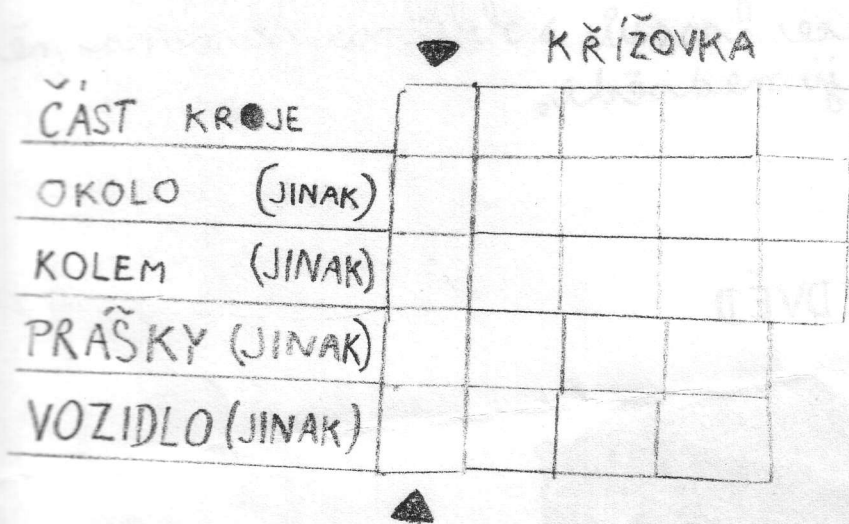 KŘÍŽOVKA
ČÁST KROJE
OKOLO (JINAK)
KOLEM (JINAK)
PRÁŠKY (JINAK)
VOZIDLO (JINAK)